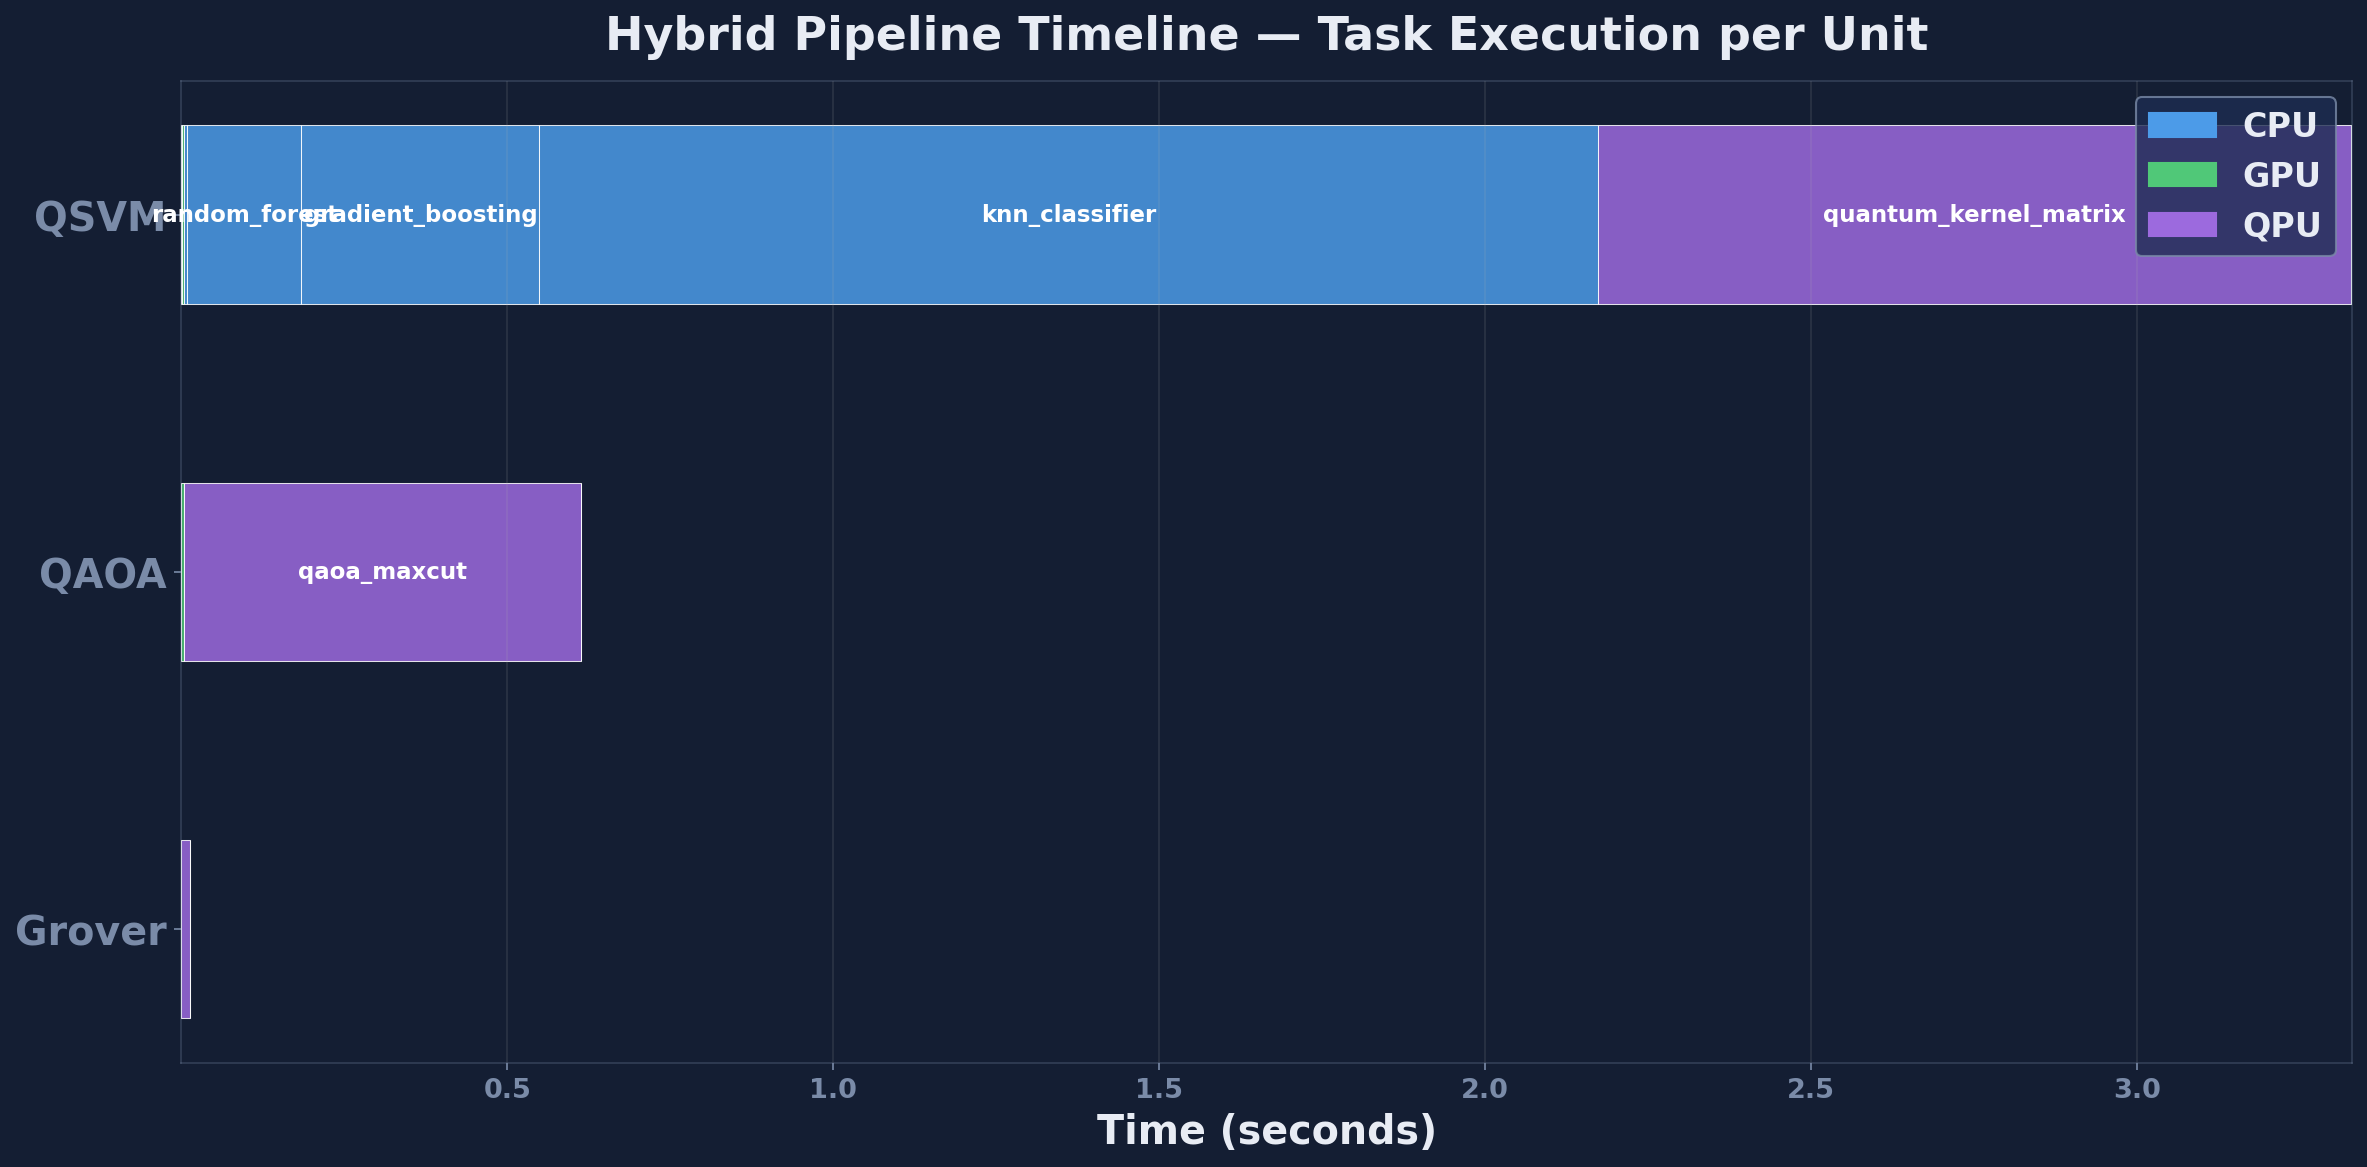 Hybrid Pipeline Timeline — Task Execution per Unit
CPU
GPU
QPU
QSVM
random_forest
gradient_boosting
knn_classifier
quantum_kernel_matrix
QAOA
qaoa_maxcut
Grover
0.5 1.0 1.5 2.0 2.5 3.0
Time (seconds)